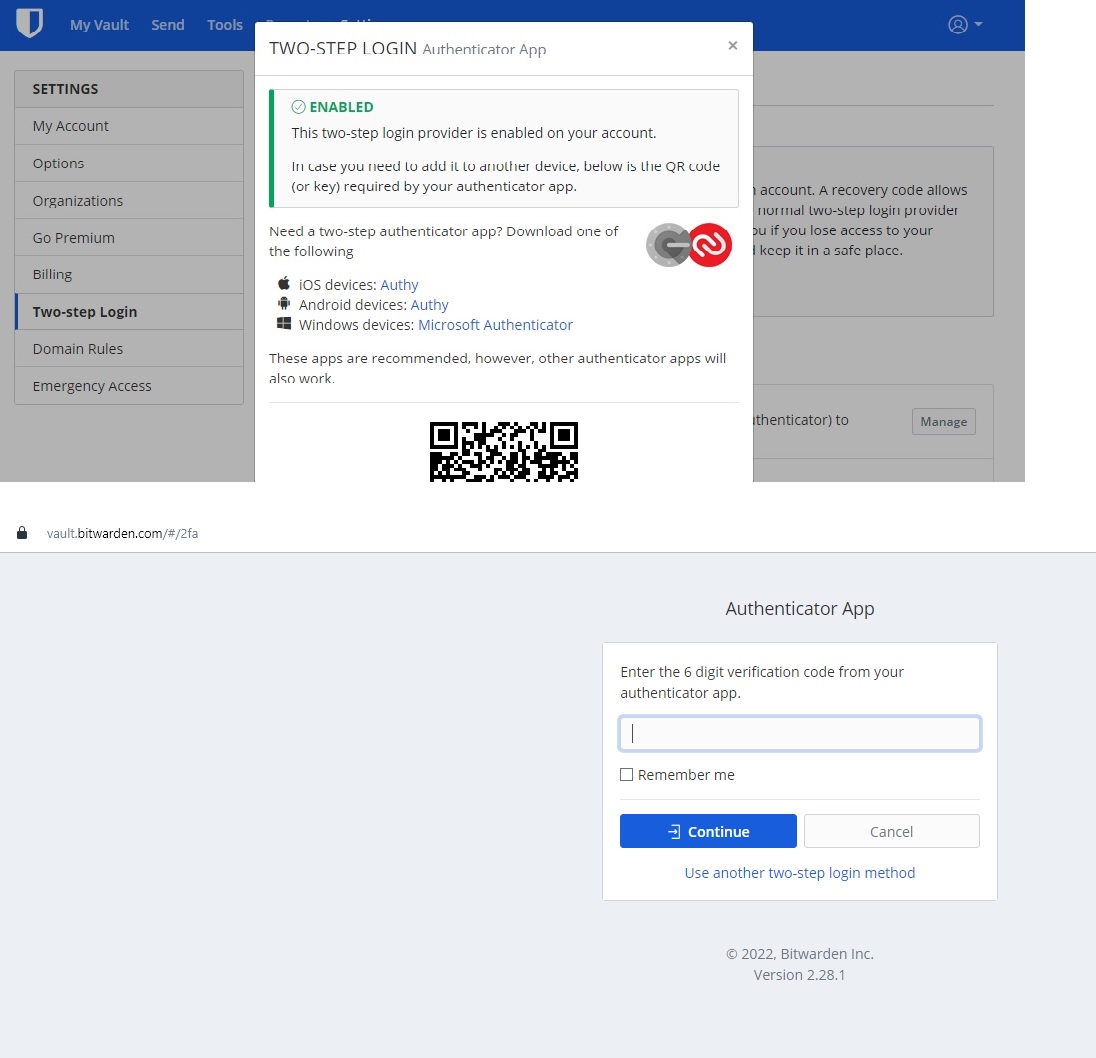 My Vault Send Tools
TWO-STEP LOGIN Authenticator App ×
SETTINGS
My Account
Options
Organizations
Go Premium
Billing
Two-step Login
Domain Rules
Emergency Access
ENABLED
This two-step login provider is enabled on your account.
In case you need to add it to another device, below is the QR code
(or key) required by your authenticator app.
Need a two-step authenticator app? Download one of
the following
iOS devices: Authy
Android devices: Authy
Windows devices: Microsoft Authenticator
These apps are recommended, however, other authenticator apps will
also work.
account. A recovery code allows
normal two-step login provider
if you lose access to your
keep it in a safe place.
to
Manage
vault.bitwarden.com/#/2fa
Authenticator App
Enter the 6 digit verification code from your
authenticator app.
Remember me
Continue
Cancel
Use another two-step login method
© 2022, Bitwarden Inc.
Version 2.28.1